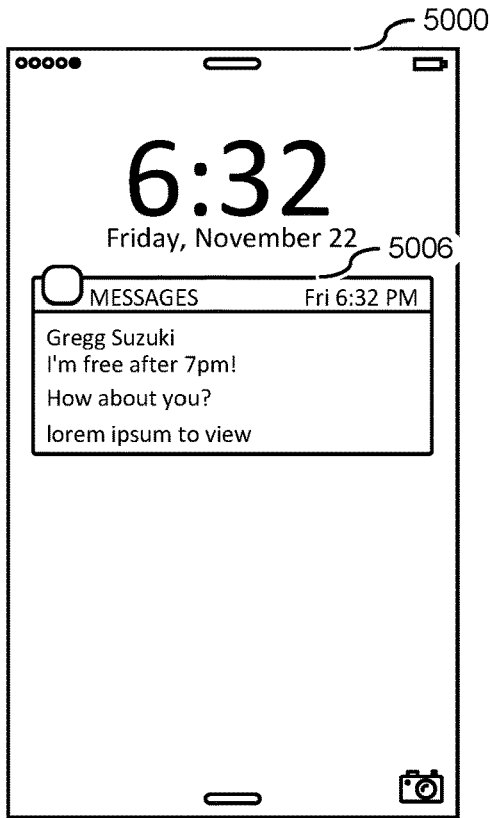 5000
6:32
Friday, November 22
5006
MESSAGES Fri 6:32 PM
Gregg Suzuki
I'm free after 7pm!
How about you?
lorem ipsum to view